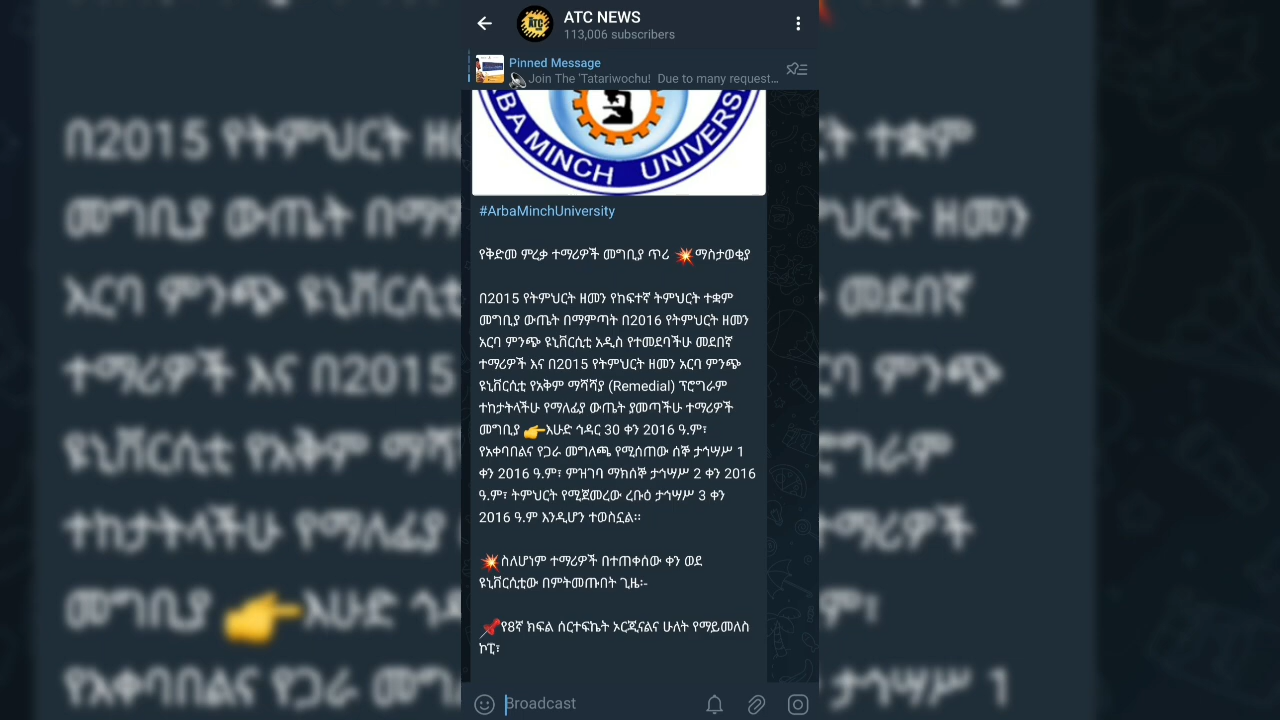 ATC NEWS
113,006 subscribers
Pinned Message
Join The 'Tatariwochu! Due to many request...
ARBA MINCH UNIVERSI
#ArbaMinchUniversity
የቅድመ ምረቃ ተማሪዎች መግቢያ ጥሪ 💥ማስታወቂያ
በ2015 የትምህርት ዘመን የከፍተኛ ትምህርት ተቋም
መግቢያ ውጤት በማምጣት በ2016 የትምህርት ዘመን
አርባ ምንጭ ዩኒቨርሲቲ አዲስ የተመደባችሁ መደበኛ
ተማሪዎች እና በ2015 የትምህርት ዘመን አርባ ምንጭ
ዩኒቨርሲቲ የአቅም ማሻሻያ (Remedial) ፕሮግራም
ተከታትላችሁ የማለፊያ ውጤት ያመጣችሁ ተማሪዎች
መግቢያ 👉እሁድ ኅዳር 30 ቀን 2016 ዓ.ም፣
የአቀባበልና የጋራ መግለጫ የሚሰጠው ሰኞ ታኅሣሥ 1
ቀን 2016 ዓ.ም፣ ምዝገባ ማክሰኞ ታኅሣሥ 2 ቀን 2016
ዓ.ም፣ ትምህርት የሚጀመረው ረቡዕ ታኅሣሥ 3 ቀን
2016 ዓ.ም እንዲሆን ተወስኗል።
💥ስለሆነም ተማሪዎች በተጠቀሰው ቀን ወደ
ዩኒቨርሲቲው በምትመጡበት ጊዜ፡-
📌የ8ኛ ክፍል ሰርተፍኬት ኦርጂናልና ሁለት የማይመለስ
ኮፒ፣
Broadcast